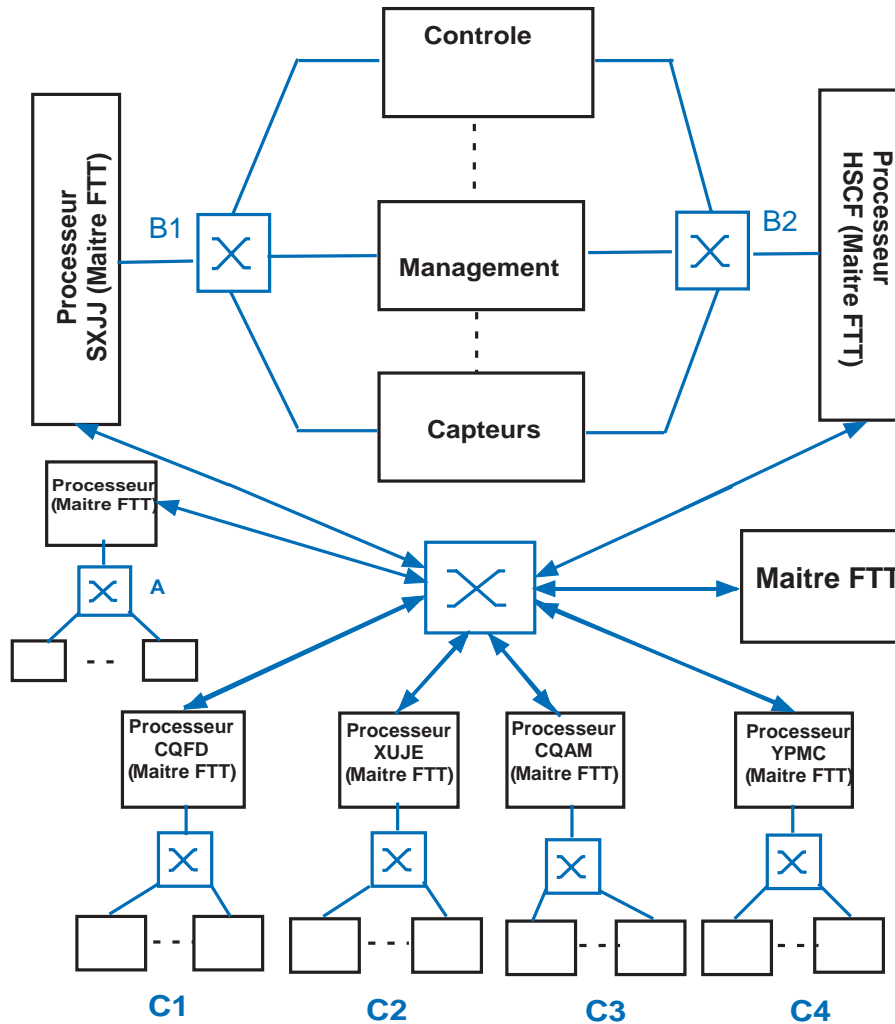 Controle
Processeur
SXJJ (Maitre FTT)
B1
B2
Processeur
HSCF (Maitre FTT)
Management
Capteurs
Processeur
(Maitre FTT)
A
Maitre FTT
Processeur
CQFD
(Maitre FTT)
Processeur
XUJE
(Maitre FTT)
Processeur
CQAM
(Maitre FTT)
Processeur
YPMC
(Maitre FTT)
C1
C2
C3
C4